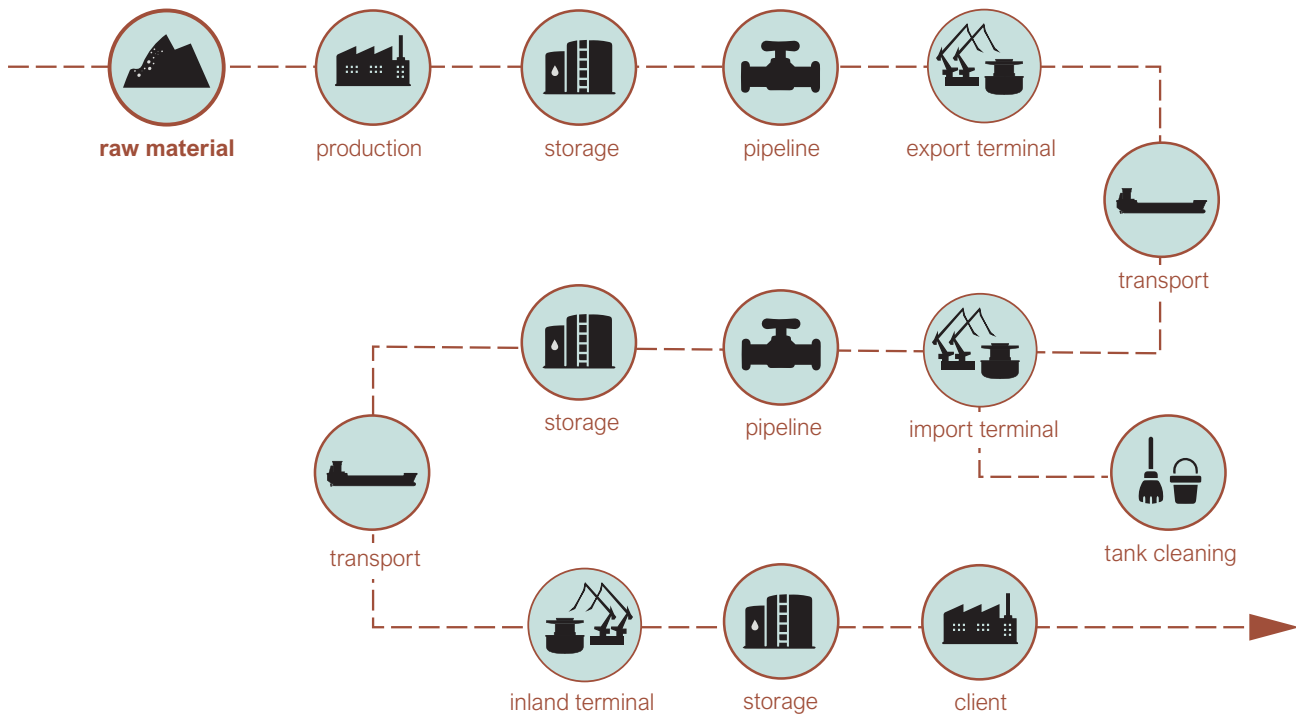 raw material
production
storage
pipeline
export terminal
transport
storage
pipeline
import terminal
tank cleaning
transport
inland terminal
storage
client